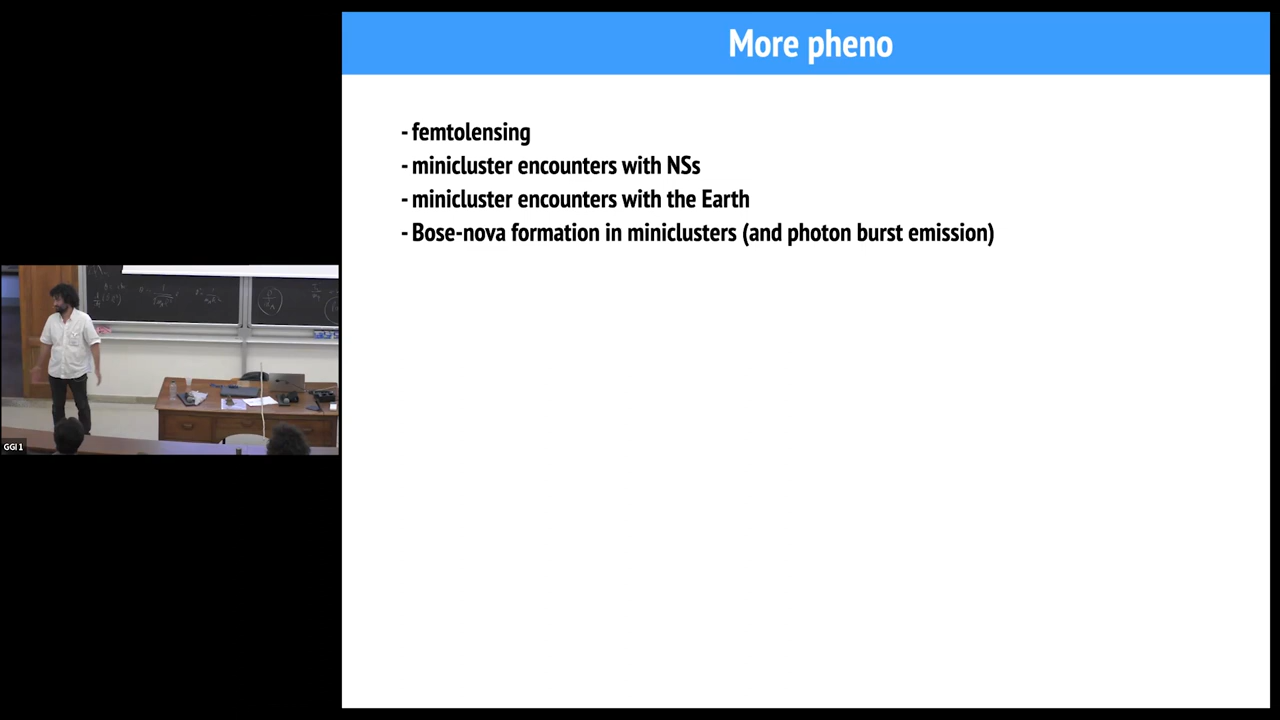 More pheno
- femtolensing
- minicluster encounters with NSs
- minicluster encounters with the Earth
- Bose-nova formation in miniclusters (and photon burst emission)
GGI 1